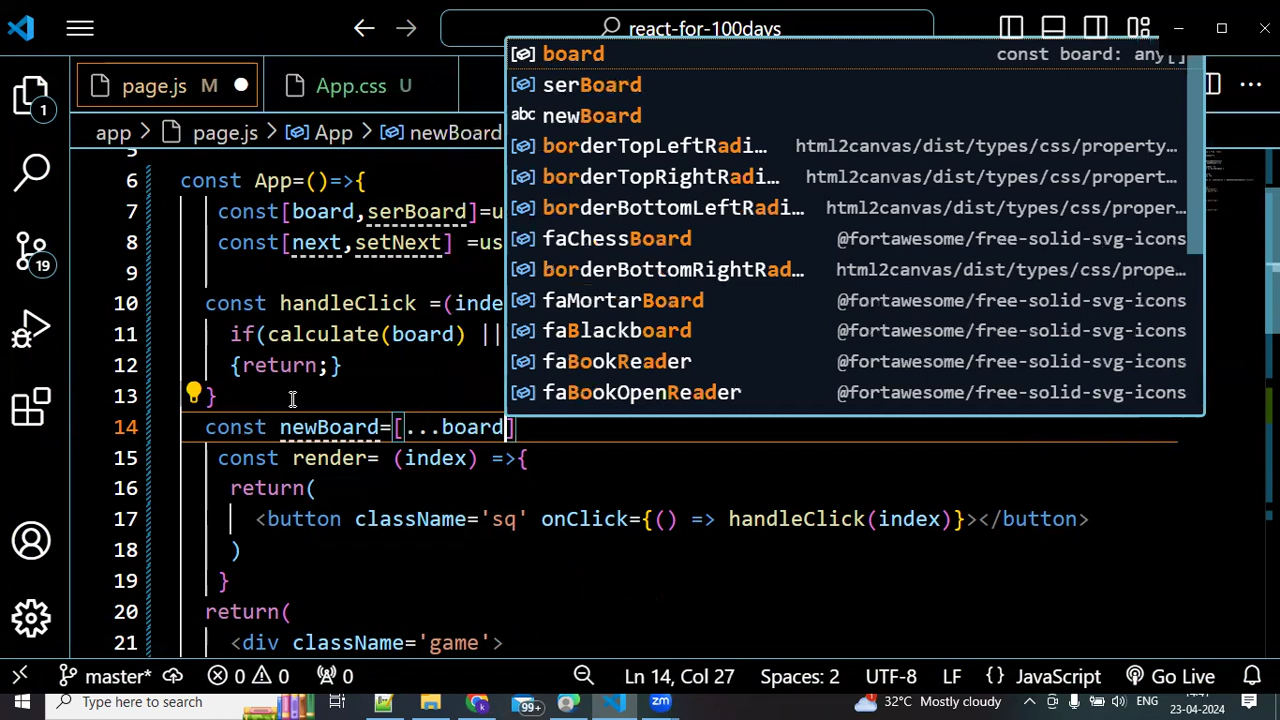 react-for-100days
page.js M
App.css U
app > page.js > App > newBoard
board const board: any[]
serBoard
abc newBoard
borderTopLeftRadi... html2canvas/dist/types/css/property...
borderTopRightRadi... html2canvas/dist/types/css/propert...
borderBottomLeftRadi... html2canvas/dist/types/css/proper...
faChessBoard @fortawesome/free-solid-svg-icons
borderBottomRightRad... html2canvas/dist/types/css/prope...
faMortarBoard @fortawesome/free-solid-svg-icons
faBlackboard @fortawesome/free-solid-svg-icons
faBookReader @fortawesome/free-solid-svg-icons
faBookOpenReader @fortawesome/free-solid-svg-icons
5
6 const App=()=>{
7 const[board,serBoard]=u
8 const[next,setNext] =us
9
10 const handleClick =(inde
11 if(calculate(board) ||
12 {return;}
13 }
14 const newBoard=[...board]
15 const render= (index) =>{
16 return(
17 <button className='sq' onClick={() => handleClick(index)}></button>
18 )
19 }
20 return(
21 <div className='game'>
1
19
master* 0 0 0 Ln 14, Col 27 Spaces: 2 UTF-8 LF {} JavaScript Go Live
Type here to search 99+ zm 32°C Mostly cloudy ENG
23-04-2024